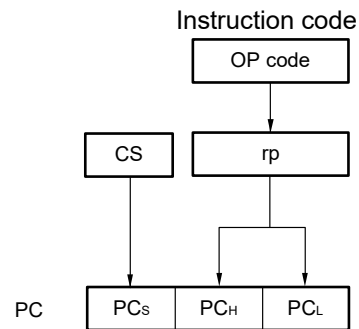 Instruction code
OP code
CS
rp
PC
PCS
PCH
PCL